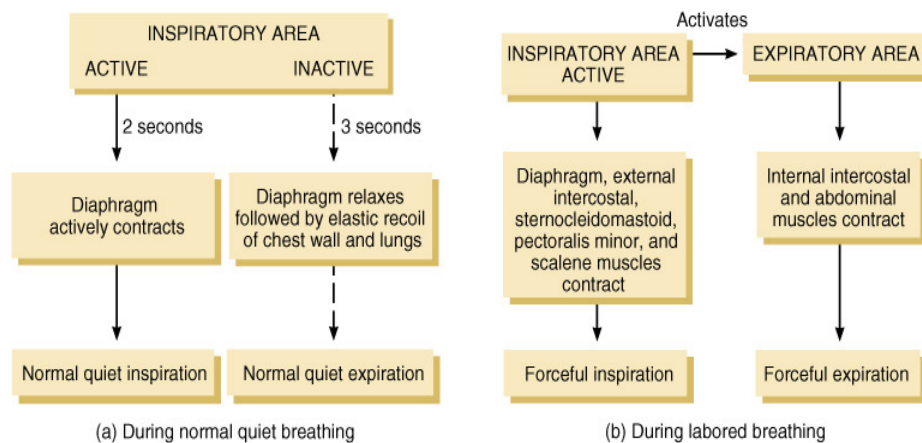 INSPIRATORY AREA
ACTIVE
INACTIVE
2 seconds
3 seconds
Diaphragm
actively contracts
Diaphragm relaxes
followed by elastic recoil
of chest wall and lungs
Normal quiet inspiration
Normal quiet expiration
(a) During normal quiet breathing
Activates
INSPIRATORY AREA
ACTIVE
EXPIRATORY AREA
Diaphragm, external
intercostal,
sternocleidomastoid,
pectoralis minor, and
scalene muscles
contract
Internal intercostal
and abdominal
muscles contract
Forceful inspiration
Forceful expiration
(b) During labored breathing